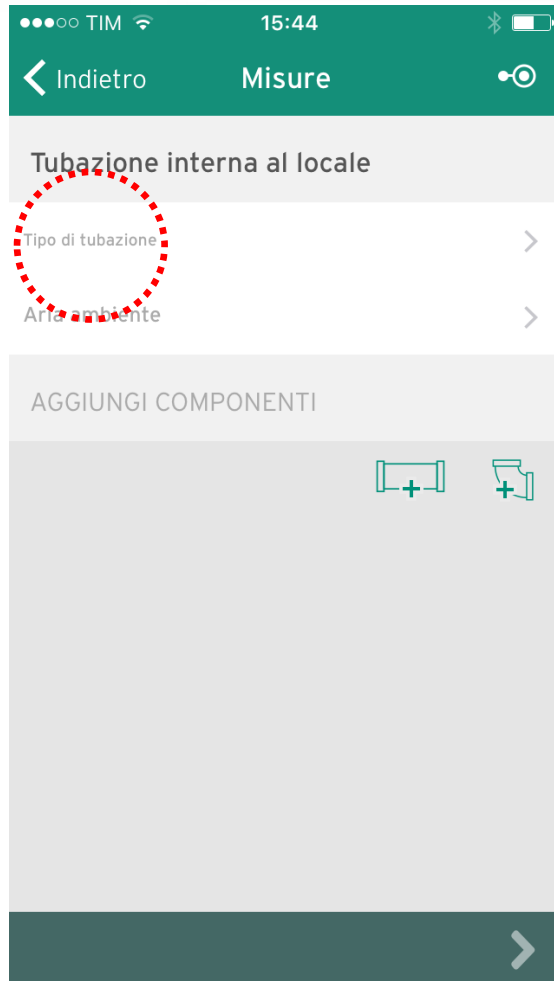 TIM
15:44
Indietro
Misure
Tubazione interna al locale
Tipo di tubazione
Aria ambiente
AGGIUNGI COMPONENTI